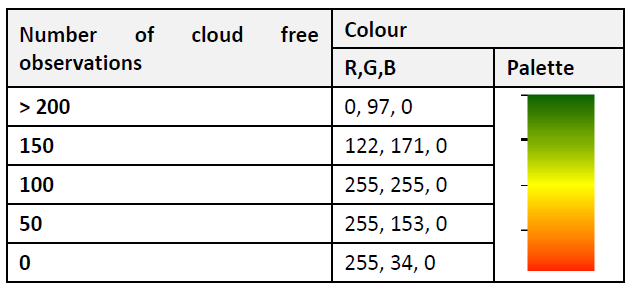 Number of cloud free
observations
Colour
R,G,B
Palette
> 200
0, 97, 0
150
122, 171, 0
100
255, 255, 0
50
255, 153, 0
0
255, 34, 0